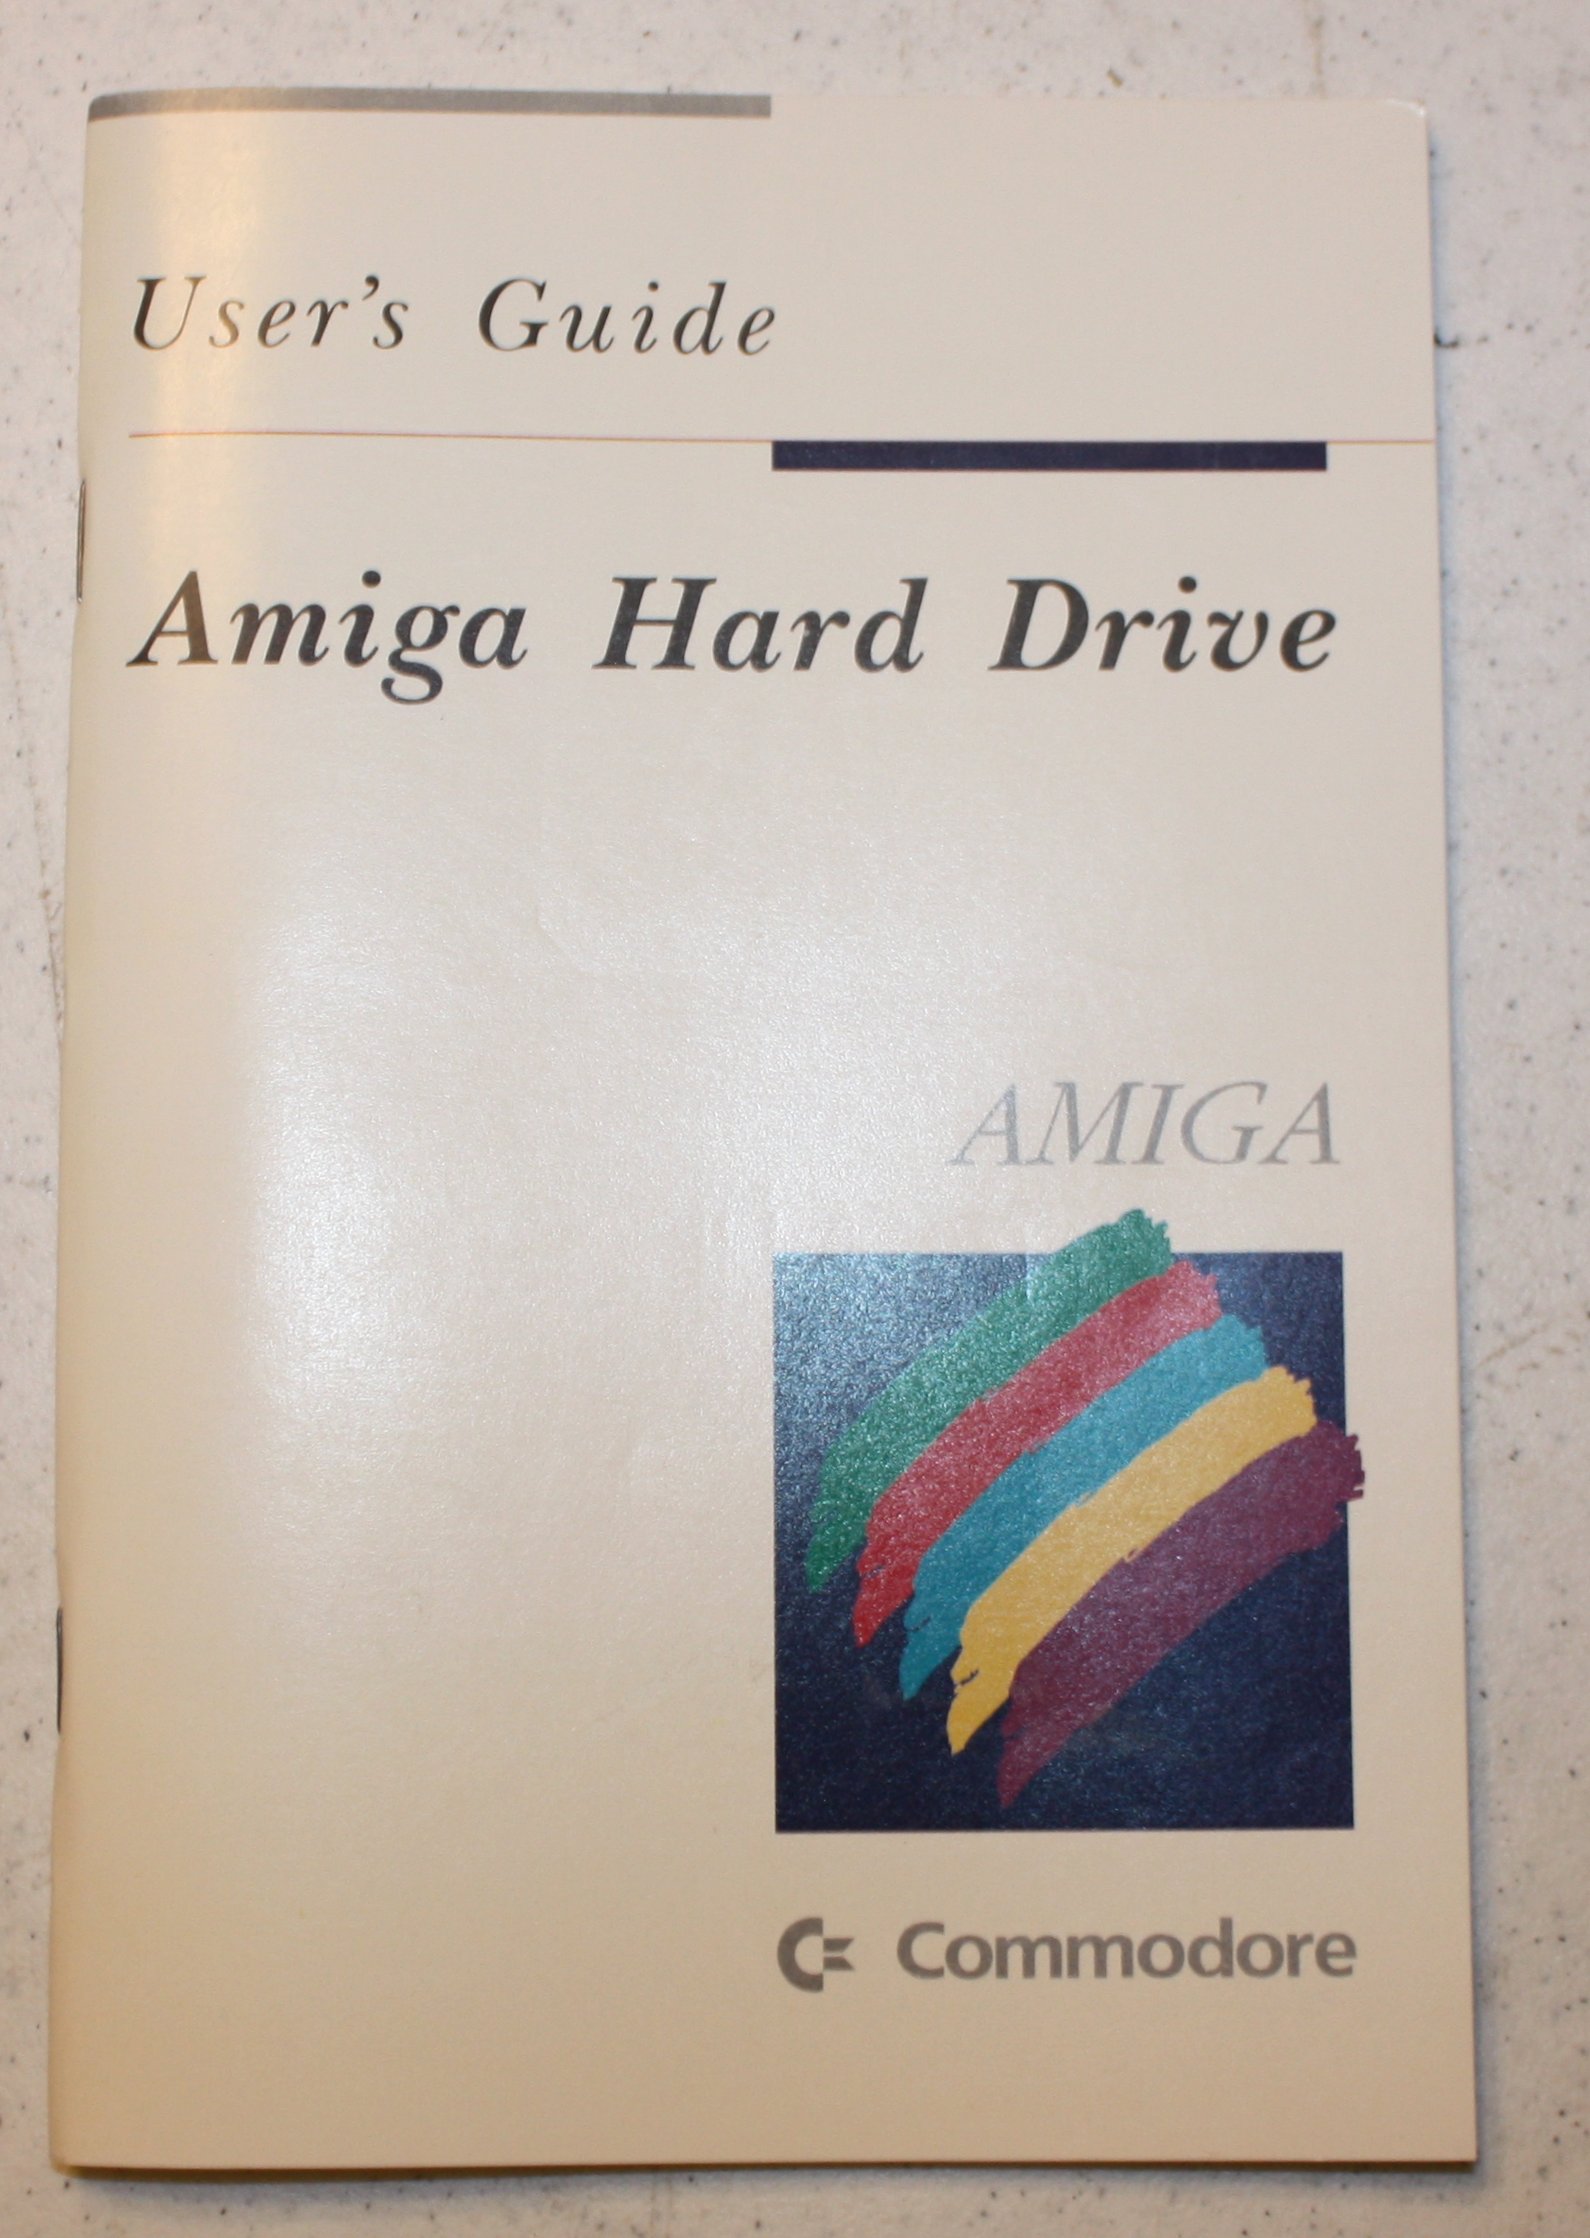 User's Guide
Amiga Hard Drive
AMIGA
Commodore